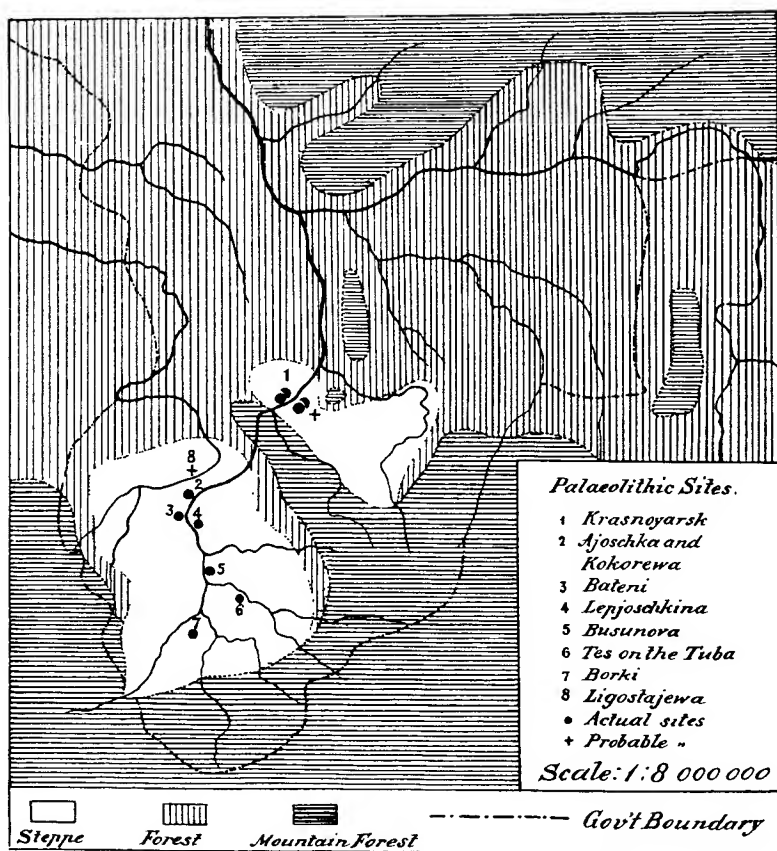 1
8
2
3
4
5
6
7
Palaeolithic Sites.
1 Krasnoyarsk
2 Ajoschka and
Kokorewa
3 Bateni
4 Lepjoschkina
5 Busunova
6 Tes on the Tuba
7 Borki
8 Ligostajewa
● Actual sites
+ Probable „
Scale: 1:8 000 000
Steppe
Forest
Mountain Forest
Gov't Boundary